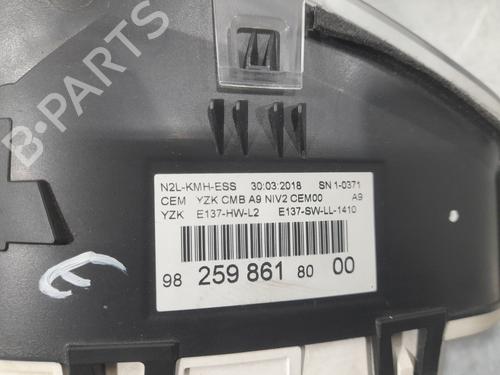 N2L-KMH-ESS 30:03:2018 SN 1-0371
CEM YZK CMB A9 NIV2 CEM00 A9
YZK E137-HW-L2 E137-SW-LL-1410
98 259 861 80 00
B-PARTS